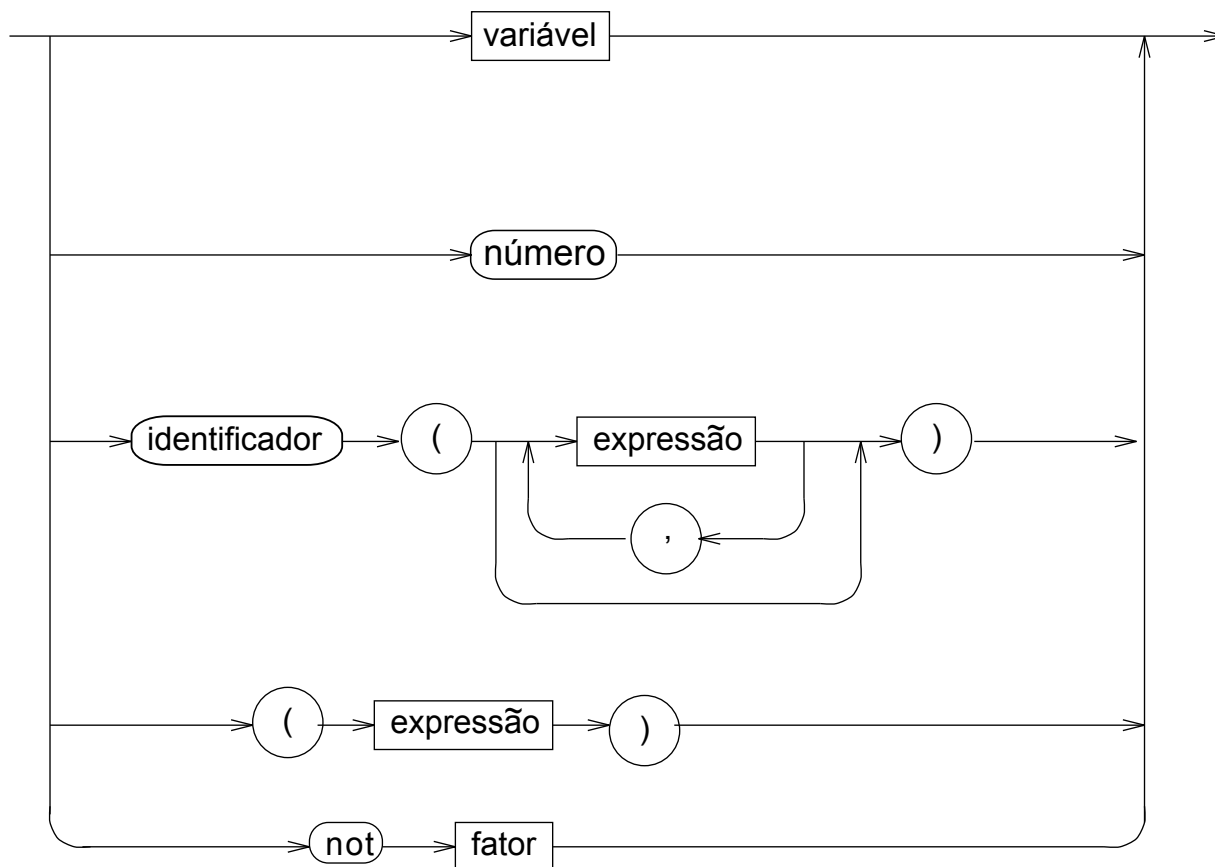 variável
número
identificador ( expressão )
,
( expressão )
not fator